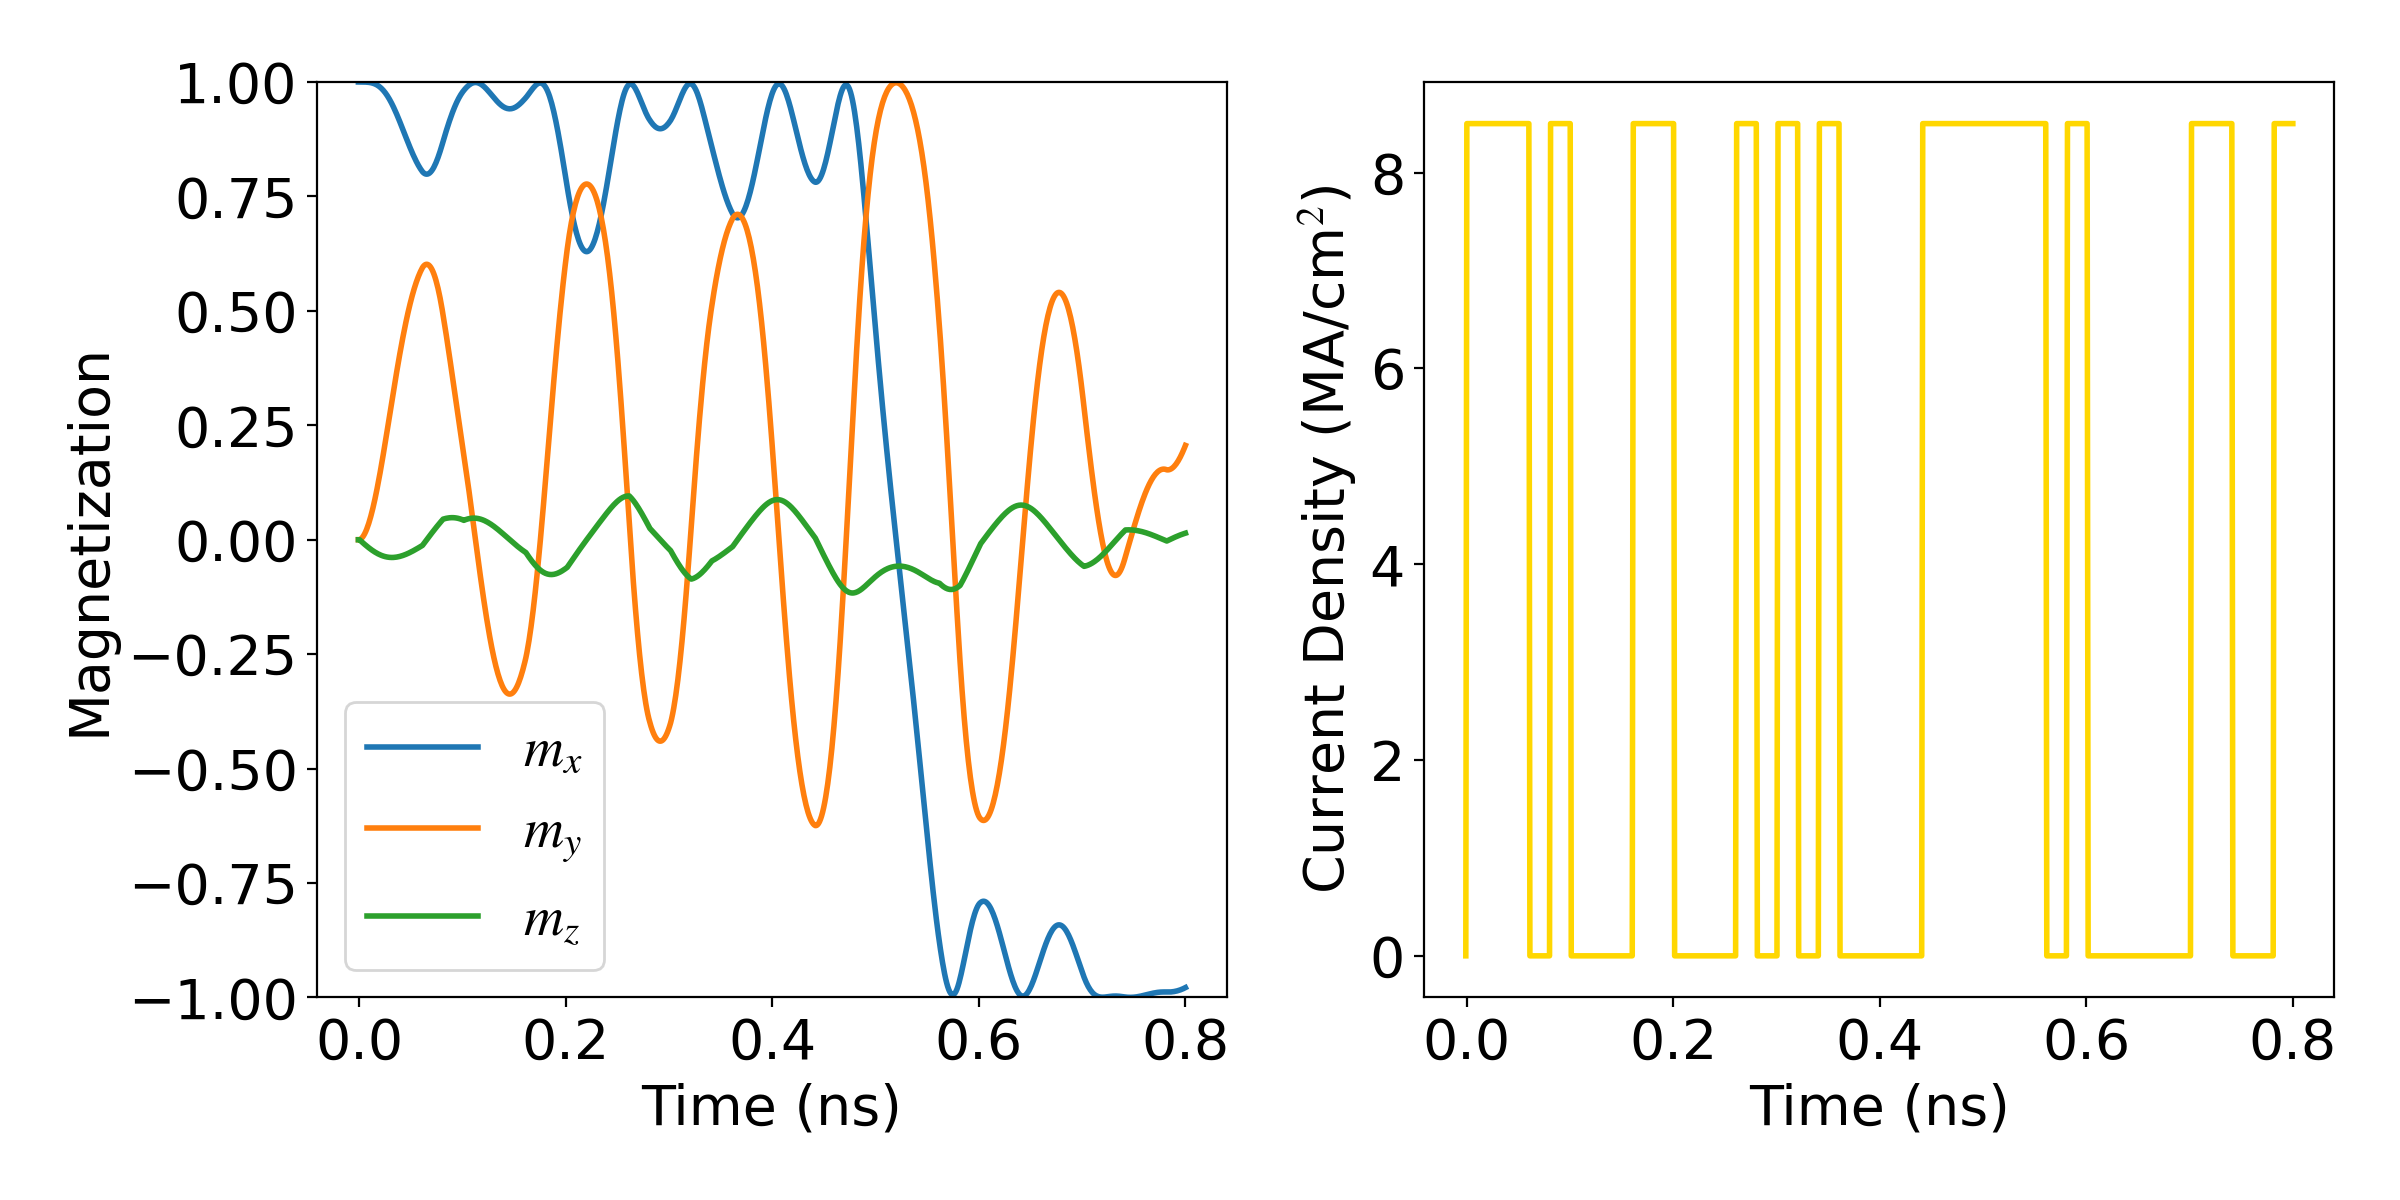 1.00
0.75
0.50
0.25
0.00
−0.25
−0.50
−0.75
−1.00
Magnetization
0.0 0.2 0.4 0.6 0.8
Time (ns)
m_x
m_y
m_z
8
6
4
2
0
Current Density (MA/cm²)
0.0 0.2 0.4 0.6 0.8
Time (ns)